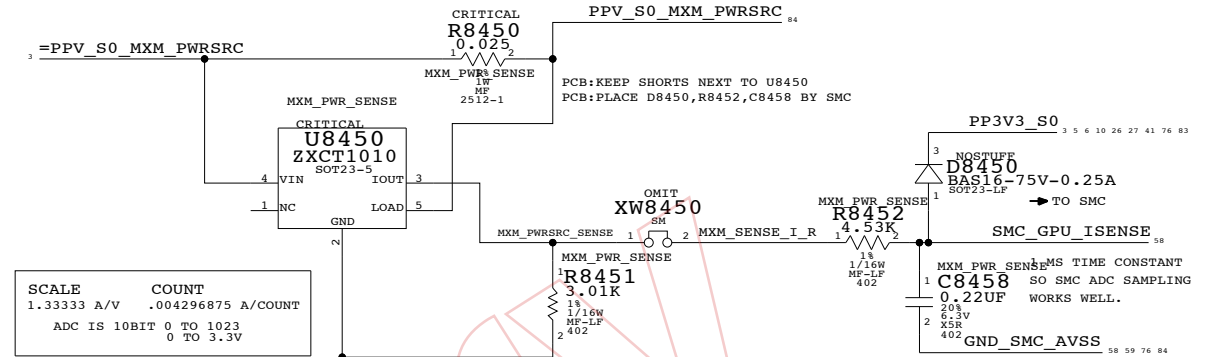 CRITICAL
R8450
0.025
1 2
MXM_PWR_SENSE
1%
1W
MF
2512-1
PPV_S0_MXM_PWRSRC
84
=PPV_S0_MXM_PWRSRC
3
PCB:KEEP SHORTS NEXT TO U8450
PCB:PLACE D8450,R8452,C8458 BY SMC
MXM_PWR_SENSE
CRITICAL
U8450
ZXCT1010
SOT23-5
4 VIN IOUT 3
1 NC LOAD 5
GND
2
PP3V3_S0
3 5 6 10 26 27 41 76 83
3
NOSTUFF
D8450
BAS16-75V-0.25A
SOT23-LF
1
TO SMC
OMIT
XW8450
SM
MXM_PWRSRC_SENSE
1 2
MXM_SENSE_I_R
MXM_PWR_SENSE
R8452
4.53K
1 2
1%
1/16W
MF-LF
402
SMC_GPU_ISENSE
58
MXM_PWR_SENSE
1
R8451
3.01K
1%
1/16W
MF-LF
402
2
MXM_PWR_SENSE
1
C8458
0.22UF
20%
6.3V
X5R
402
2
1 MS TIME CONSTANT
SO SMC ADC SAMPLING
WORKS WELL.
GND_SMC_AVSS
58 59 76 84
SCALE COUNT
1.33333 A/V .004296875 A/COUNT
ADC IS 10BIT 0 TO 1023
0 TO 3.3V